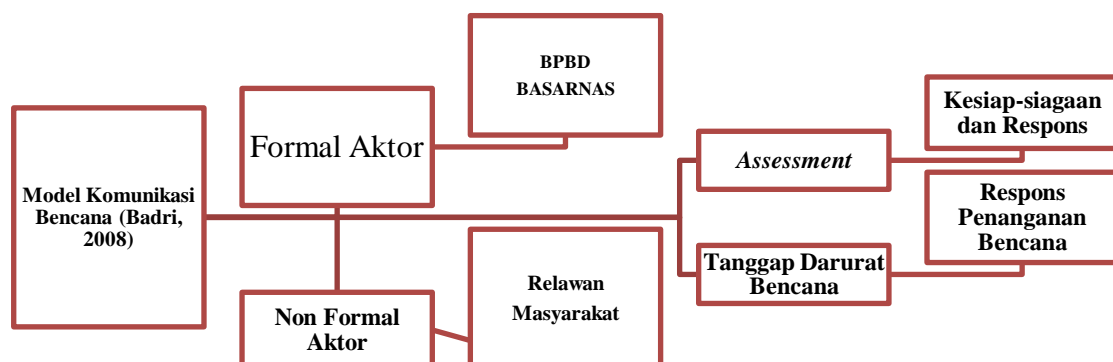 Model Komunikasi
Bencana (Badri,
2008)
Formal Aktor
BPBD
BASARNAS
Non Formal
Aktor
Relawan
Masyarakat
Assessment
Kesiap-siagaan
dan Respons
Tanggap Darurat
Bencana
Respons
Penanganan
Bencana